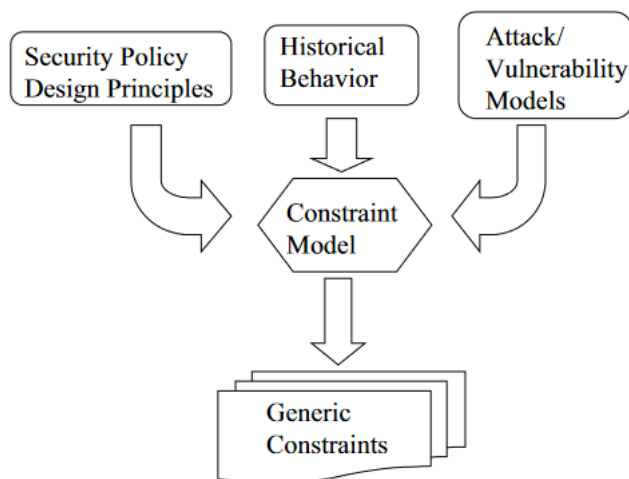 Security Policy
Design Principles
Historical
Behavior
Attack/
Vulnerability
Models
Constraint
Model
Generic
Constraints